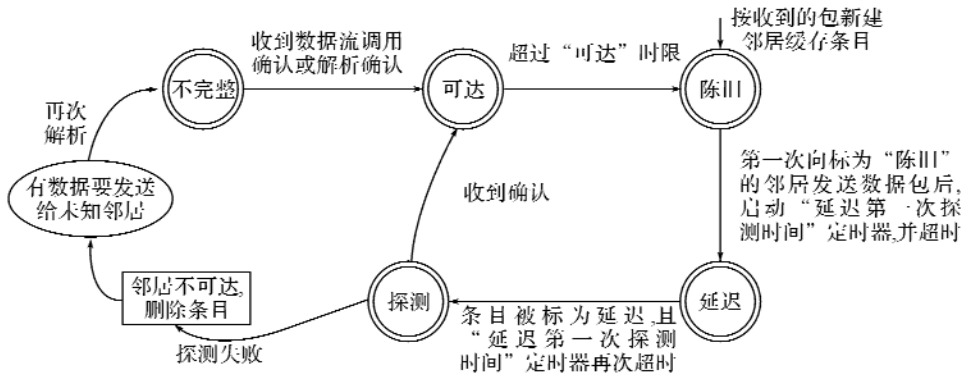 收到数据流调用
确认或解析确认
超过“可达”时限
按收到的包新建
邻居缓存条目
不完整
可达
陈旧
再次
解析
有数据要发送
给未知邻居
收到确认
第一次向标为“陈旧”
的邻居发送数据包后,
启动“延迟第一次探
测时间”定时器,并超时
邻居不可达,
删除条目
探测
延迟
条目被标为延迟,且
“延迟第一次探测
时间”定时器再次超时
探测失败